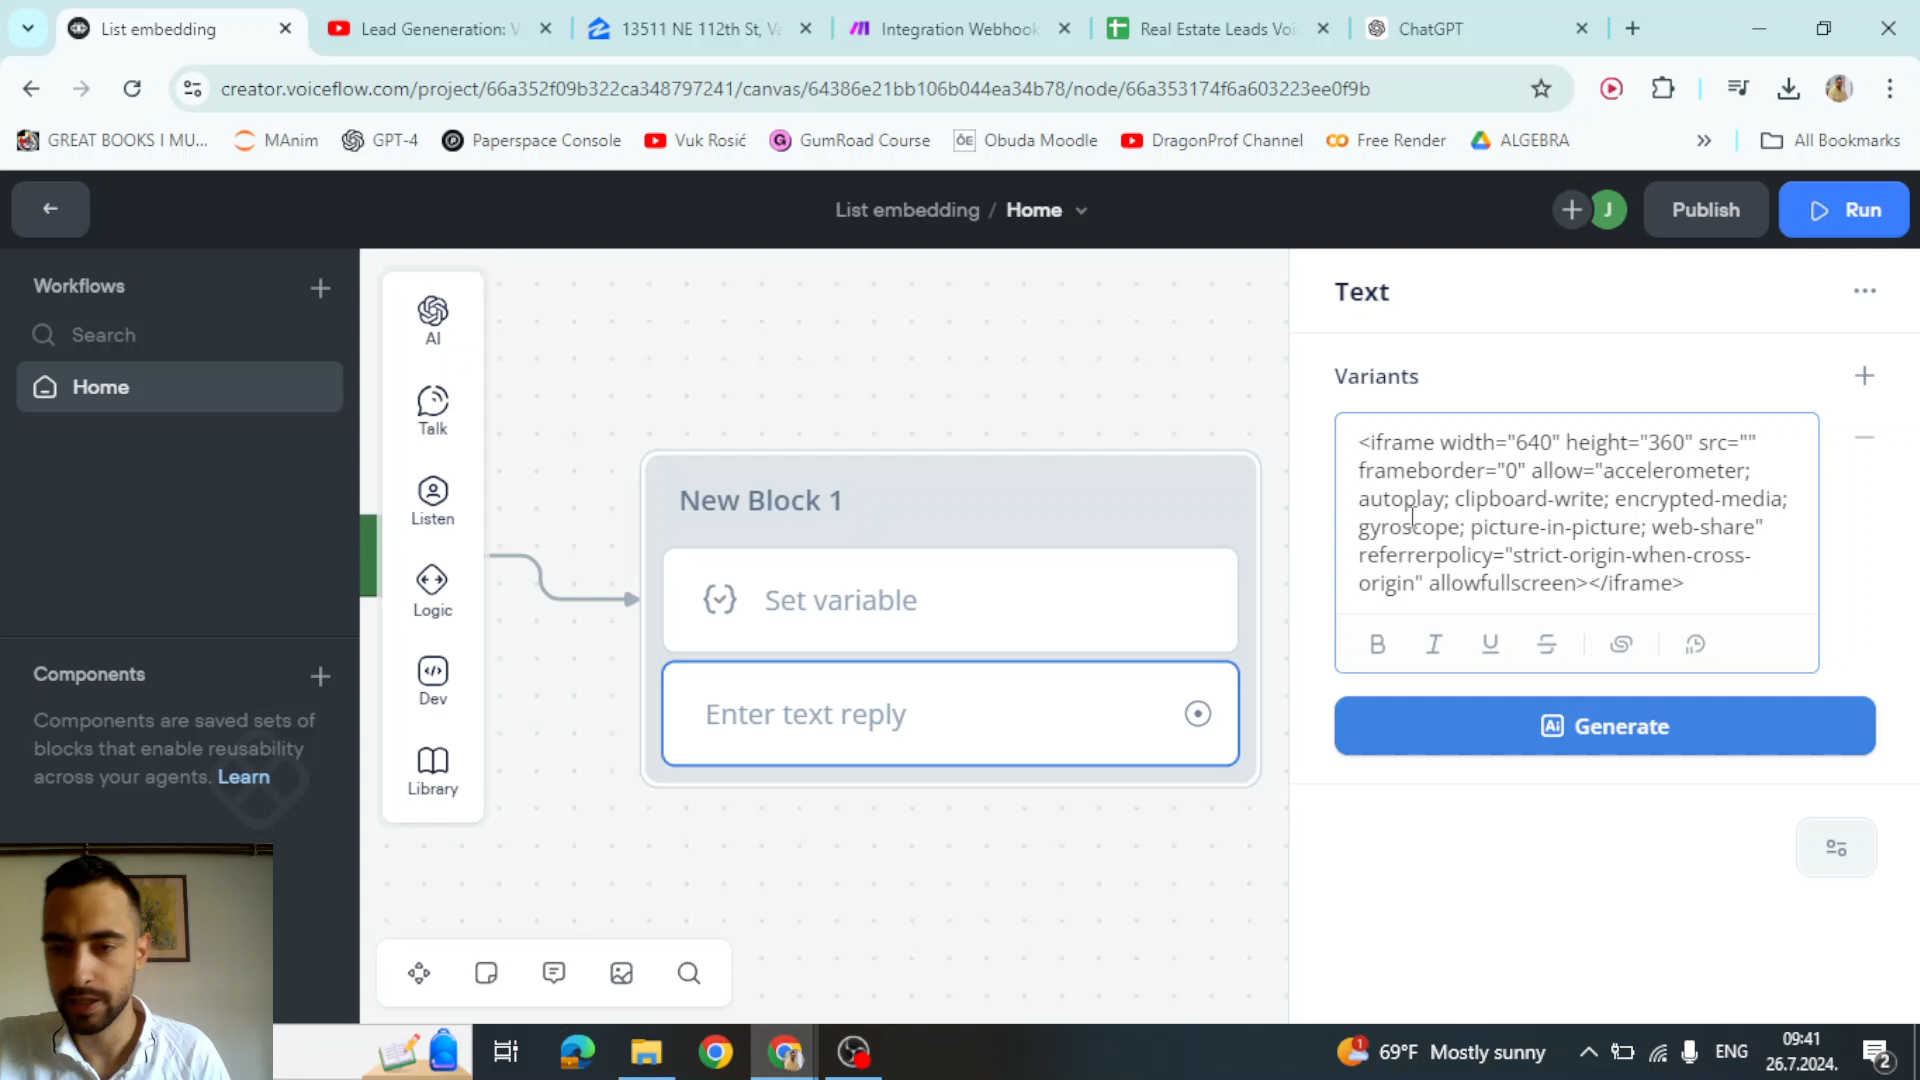 List embedding
Lead Geneneration: V
13511 NE 112th St, Va
Integration Webhook
Real Estate Leads Voi
ChatGPT
creator.voiceflow.com/project/66a352f09b322ca348797241/canvas/64386e21bb106b044ea34b78/node/66a353174f6a603223ee0f9b
GREAT BOOKS I MU...
MAnim
GPT-4
Paperspace Console
Vuk Rosić
GumRoad Course
Obuda Moodle
DragonProf Channel
Free Render
ALGEBRA
All Bookmarks
List embedding / Home
J
Publish
Run
Workflows
Search
Home
Components
Components are saved sets of
blocks that enable reusability
across your agents. Learn
AI
Talk
Listen
Logic
Dev
Library
New Block 1
Set variable
Enter text reply
Text
Variants
<iframe width="640" height="360" src=""
frameborder="0" allow="accelerometer;
autoplay; clipboard-write; encrypted-media;
gyroscope; picture-in-picture; web-share"
referrerpolicy="strict-origin-when-cross-
origin" allowfullscreen></iframe>
B I U S
Ai Generate
1
69°F Mostly sunny
ENG
09:41
26.7.2024.
2